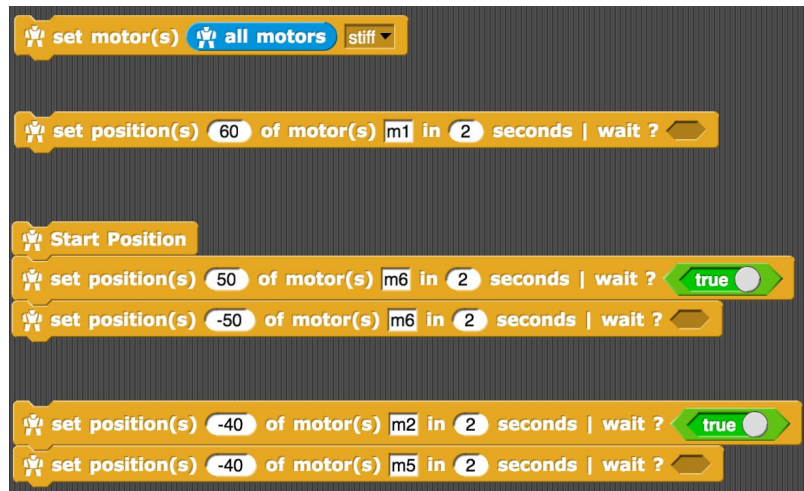 set motor(s) all motors stiff
set position(s) 60 of motor(s) m1 in 2 seconds | wait ?
Start Position
set position(s) 50 of motor(s) m6 in 2 seconds | wait ? true
set position(s) -50 of motor(s) m6 in 2 seconds | wait ?
set position(s) -40 of motor(s) m2 in 2 seconds | wait ? true
set position(s) -40 of motor(s) m5 in 2 seconds | wait ?